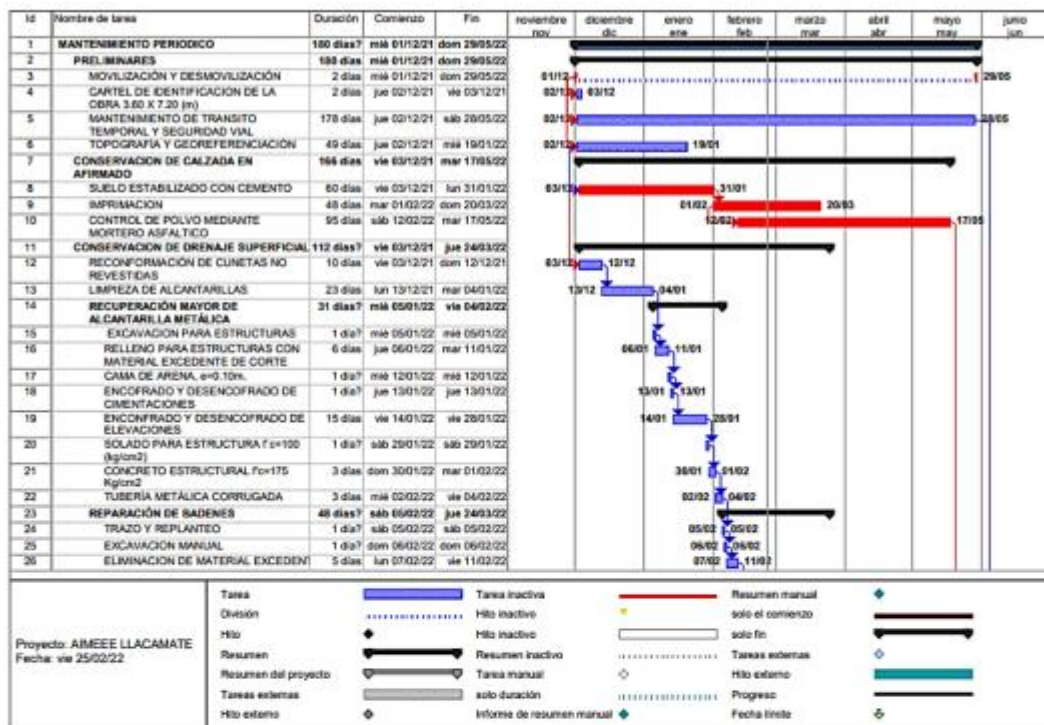 Id Nombre de tarea Duración Comienzo Fin noviembre diciembre enero febrero marzo abril mayo junio
nov dic ene feb mar abr may jun
1 MANTENIMIENTO PERIODICO 180 días? mié 01/12/21 dom 29/05/22
2 PRELIMINARES 180 días mié 01/12/21 dom 29/05/22
3 MOVILIZACIÓN Y DESMOVILIZACIÓN 2 días mié 01/12/21 dom 29/05/22 01/12 29/05
4 CARTEL DE IDENTIFICACIÓN DE LA 2 días jue 02/12/21 vie 03/12/21 02/12 03/12
OBRA 3.60 X 7.20 (m)
5 MANTENIMIENTO DE TRANSITO 178 días jue 02/12/21 sáb 28/05/22 02/12 28/05
TEMPORAL Y SEGURIDAD VIAL
6 TOPOGRAFÍA Y GEOREFERENCIACIÓN 49 días jue 02/12/21 mié 19/01/22 02/12 19/01
7 CONSERVACION DE CALZADA EN 166 días vie 03/12/21 mar 17/05/22
AFIRMADO
8 SUELO ESTABILIZADO CON CEMENTO 60 días vie 03/12/21 lun 31/01/22 03/12 31/01
9 IMPRIMACION 48 días mar 01/02/22 dom 20/03/22 01/02 20/03
10 CONTROL DE POLVO MEDIANTE 95 días sáb 12/02/22 mar 17/05/22 12/02 17/05
MORTERO ASFALTICO
11 CONSERVACION DE DRENAJE SUPERFICIAL 112 días? vie 03/12/21 jue 24/03/22
12 RECONFORMACIÓN DE CUNETAS NO 10 días vie 03/12/21 dom 12/12/21 03/12 12/12
REVESTIDAS
13 LIMPIEZA DE ALCANTARILLAS 23 días lun 13/12/21 mar 04/01/22 13/12 04/01
14 RECUPERACIÓN MAYOR DE 31 días? mié 05/01/22 vie 04/02/22
ALCANTARILLA METÁLICA
15 EXCAVACION PARA ESTRUCTURAS 1 día? mié 05/01/22 mié 05/01/22
16 RELLENO PARA ESTRUCTURAS CON 6 días jue 06/01/22 mar 11/01/22 06/01 11/01
MATERIAL EXCEDENTE DE CORTE
17 CAMA DE ARENA, e=0.10m. 1 día? mié 12/01/22 mié 12/01/22
18 ENCOFRADO Y DESENCOFRADO DE 1 día? jue 13/01/22 jue 13/01/22 13/01 13/01
CIMENTACIONES
19 ENCONFRADO Y DESENCOFRADO DE 15 días vie 14/01/22 vie 28/01/22 14/01 28/01
ELEVACIONES
20 SOLADO PARA ESTRUCTURA f´c=100 1 día? sáb 29/01/22 sáb 29/01/22
(kg/cm2)
21 CONCRETO ESTRUCTURAL f'c=175 3 días dom 30/01/22 mar 01/02/22 30/01 01/02
Kg/cm2
22 TUBERÍA METÁLICA CORRUGADA 3 días mié 02/02/22 vie 04/02/22 02/02 04/02
23 REPARACIÓN DE BADENES 48 días? sáb 05/02/22 jue 24/03/22
24 TRAZO Y REPLANTEO 1 día? sáb 05/02/22 sáb 05/02/22 05/02 05/02
25 EXCAVACION MANUAL 1 día? dom 06/02/22 dom 06/02/22 06/02 06/02
26 ELIMINACION DE MATERIAL EXCEDENT 5 días lun 07/02/22 vie 11/02/22 07/02 11/02
Proyecto: AIMEEE LLACAMATE
Fecha: vie 25/02/22
Tarea Tarea inactiva Resumen manual
División Hito inactivo solo el comienzo
Hito Hito inactivo solo fin
Resumen Resumen inactivo Tareas externas
Resumen del proyecto Tarea manual Hito externo
Tareas externas solo duración Progreso
Hito externo Informe de resumen manual Fecha límite